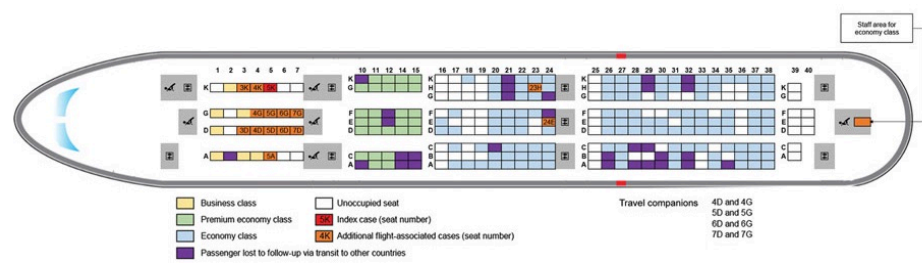 Staff area for
economy class
1 2 3 4 5 6 7
10 11 12 13 14 15
16 17 18 19 20 21 22 23 24
25 26 27 28 29 30 31 32 33 34 35 36 37 38
39 40
K 3K 4K 5K
K
G
K
H
G
23H
K
H
G
K
G
G 4G 5G 6G 7G
D 3D 4D 5D 6D 7D
F
E
D
F
E
D
24E
F
E
D
F
E
D
A 5A
C
A
C
B
A
C
B
A
C
A
Business class
Premium economy class
Economy class
Passenger lost to follow-up via transit to other countries
Unoccupied seat
5K Index case (seat number)
4K Additional flight-associated cases (seat number)
Travel companions
4D and 4G
5D and 5G
6D and 6G
7D and 7G